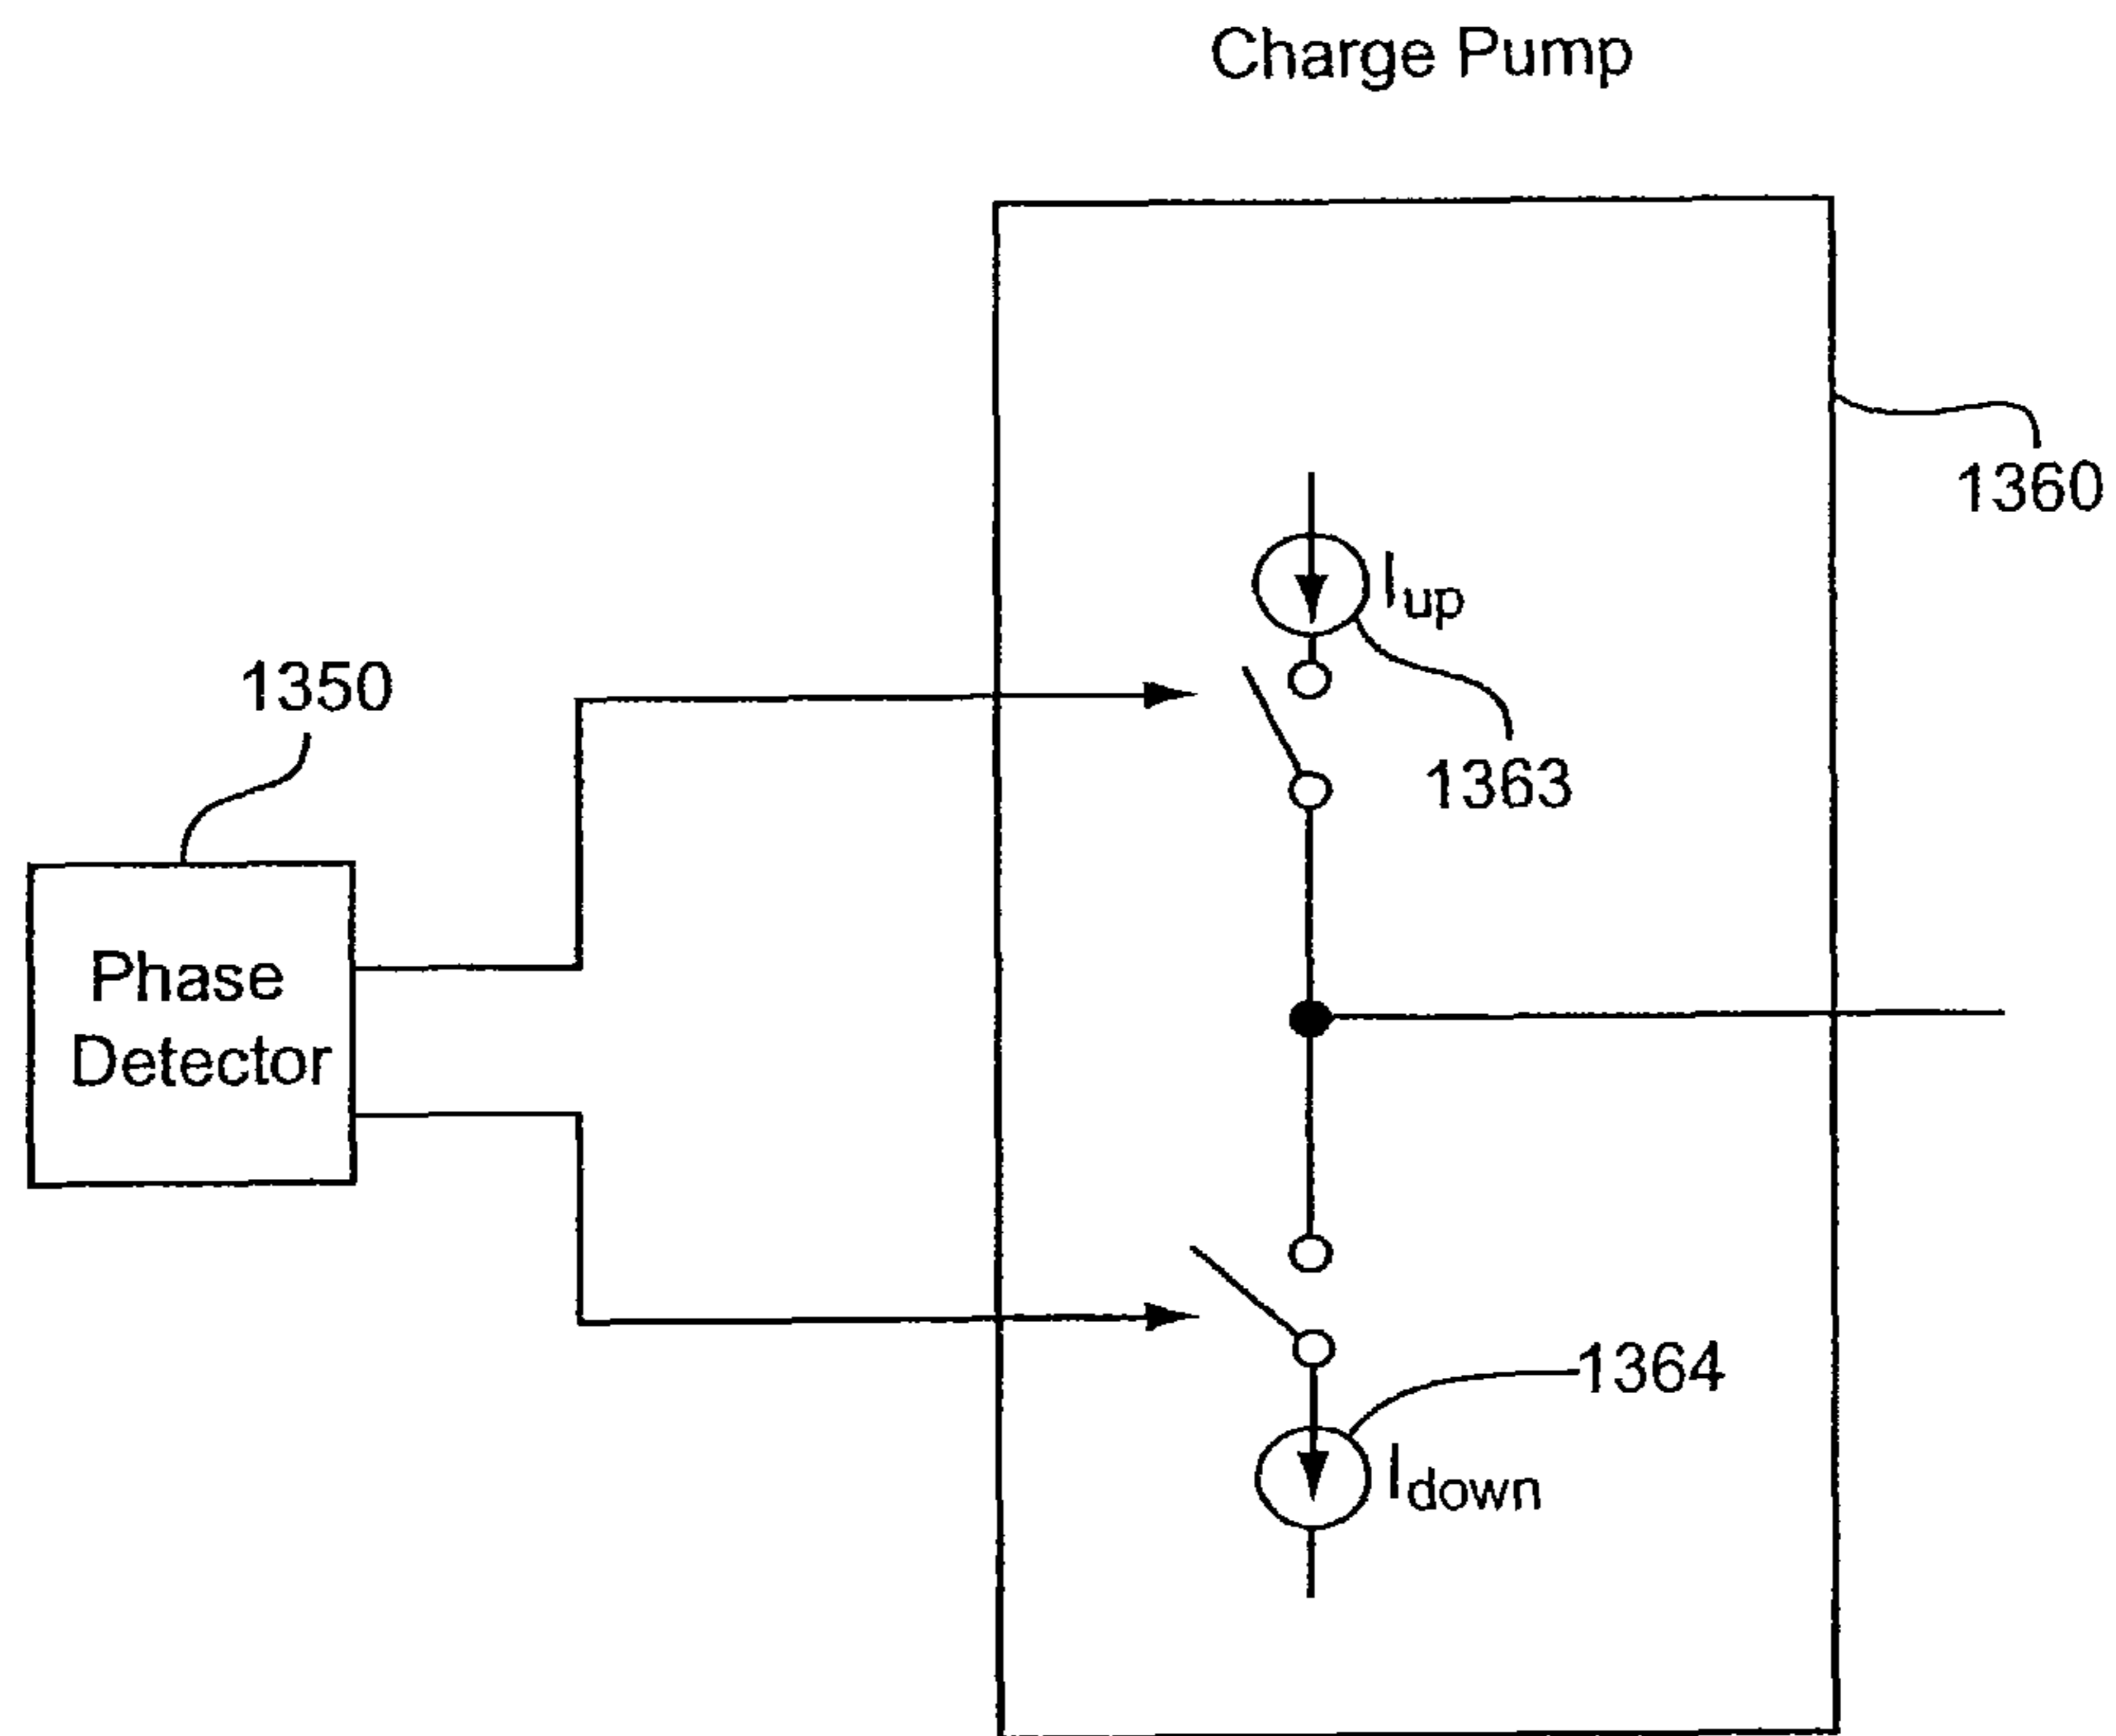 Charge Pump
1360
Iup
1350
1363
Phase
Detector
1364
Idown